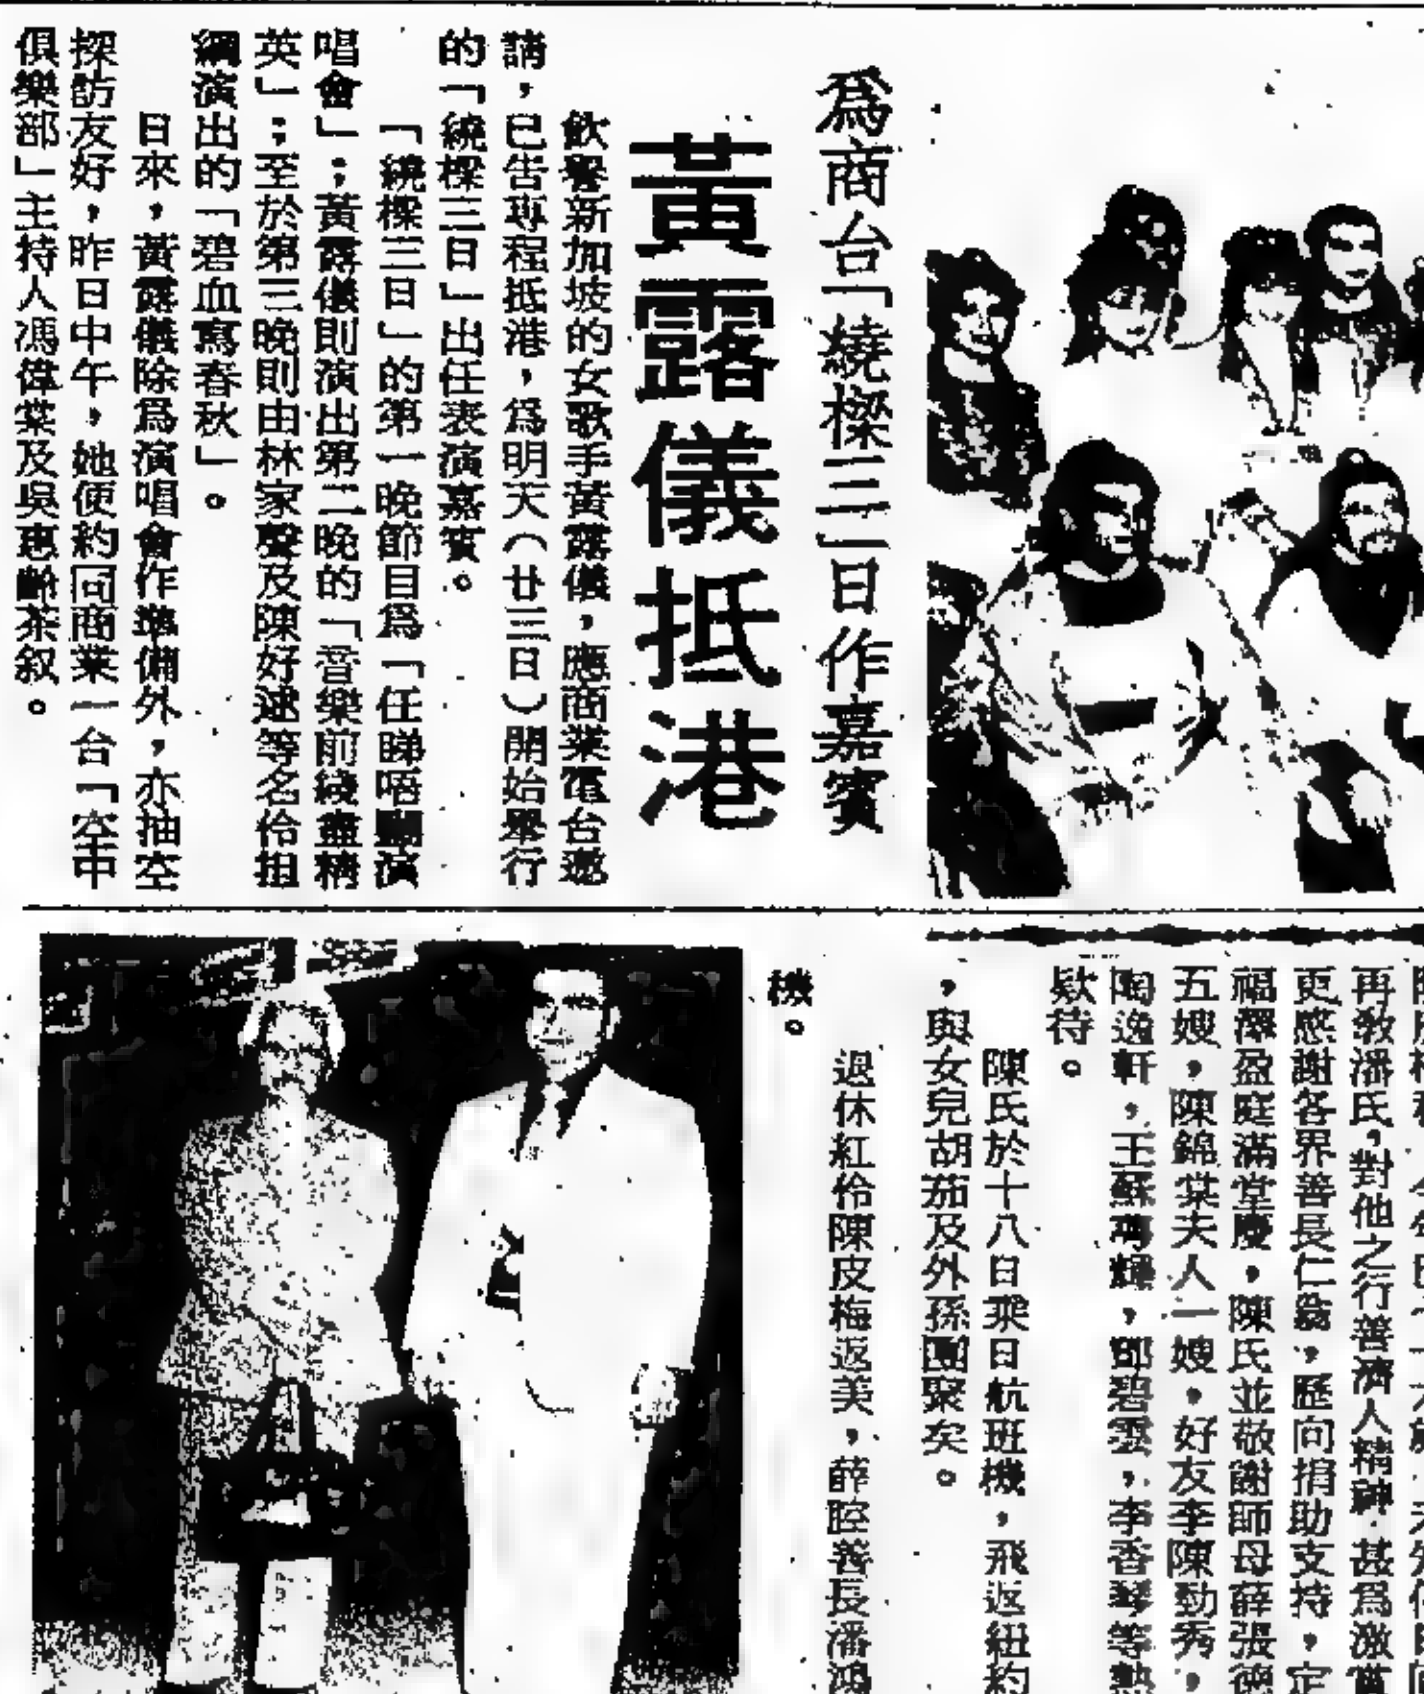 爲商台「繞樑三日」作嘉賓
黃露儀抵港
飲譽新加坡的女歌手黃露儀，應商業電台邀
請，已告專程抵港，爲明天（廿三日）開始舉行
的「繞樑三日」出任表演嘉賓。
「繞樑三日」的第一晚節目爲「任睇唔嬲演
唱會」；黃露儀則演出第二晚的「音樂前綫盡精
英」；至於第三晚則由林家聲及陳好逑等名伶担
綱演出的「碧血寫春秋」。
日來，黃露儀除爲演唱會作準備外，亦抽空
探訪友好，昨日中午，她便約同商業一台「空中
俱樂部」主持人馮偉棠及吳惠齡茶叙。
再敎潘氏，對他之行善濟人精神，甚爲激賞
更感謝各界善長仁翁，歷向捐助支持，定
福澤盈庭滿堂慶，陳氏並敬謝師母薛張德
五嫂，陳錦棠夫人一嫂，好友李陳勁秀，
陶逸軒，王蘇，鄧碧雲，李香琴等熱
欵待。
陳氏於十八日乘日航班機，飛返紐約
，與女兒胡茄及外孫團聚矣。
退休紅伶陳皮梅返美，薛腔善長潘鴻
機。